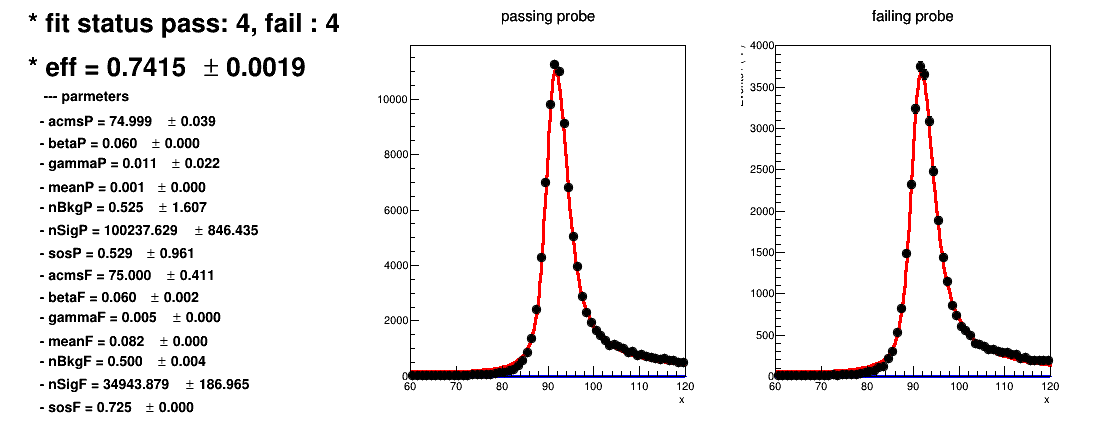 * fit status pass: 4, fail : 4
* eff = 0.7415 ± 0.0019
--- parmeters
- acmsP = 74.999 ± 0.039
- betaP = 0.060 ± 0.000
- gammaP = 0.011 ± 0.022
- meanP = 0.001 ± 0.000
- nBkgP = 0.525 ± 1.607
- nSigP = 100237.629 ± 846.435
- sosP = 0.529 ± 0.961
- acmsF = 75.000 ± 0.411
- betaF = 0.060 ± 0.002
- gammaF = 0.005 ± 0.000
- meanF = 0.082 ± 0.000
- nBkgF = 0.500 ± 0.004
- nSigF = 34943.879 ± 186.965
- sosF = 0.725 ± 0.000
passing probe
10000
8000
6000
4000
2000
0
60 70 80 90 100 110 120
x
failing probe
4000
3500
3000
2500
2000
1500
1000
500
0
60 70 80 90 100 110 120
x